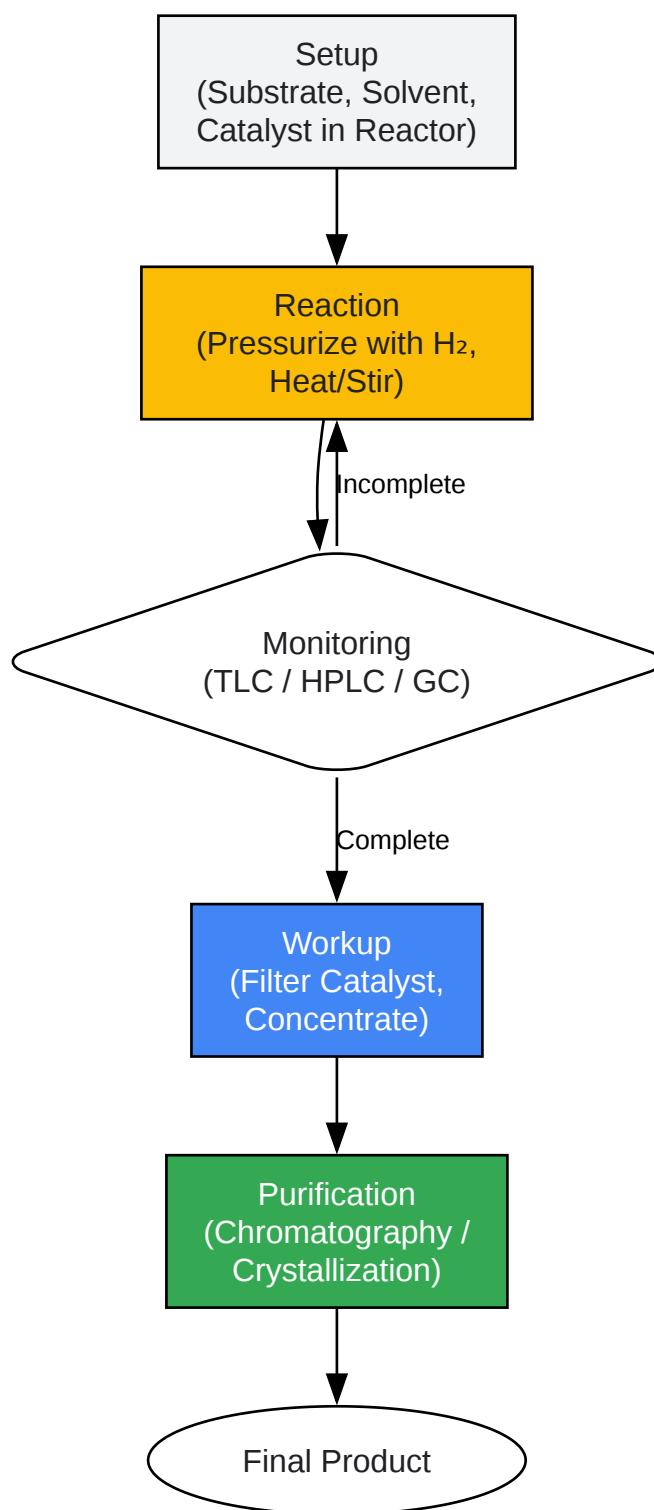 Setup
(Substrate, Solvent,
Catalyst in Reactor)
Reaction
(Pressurize with H₂,
Heat/Stir)
Incomplete
Monitoring
(TLC / HPLC / GC)
Complete
Workup
(Filter Catalyst,
Concentrate)
Purification
(Chromatography /
Crystallization)
Final Product